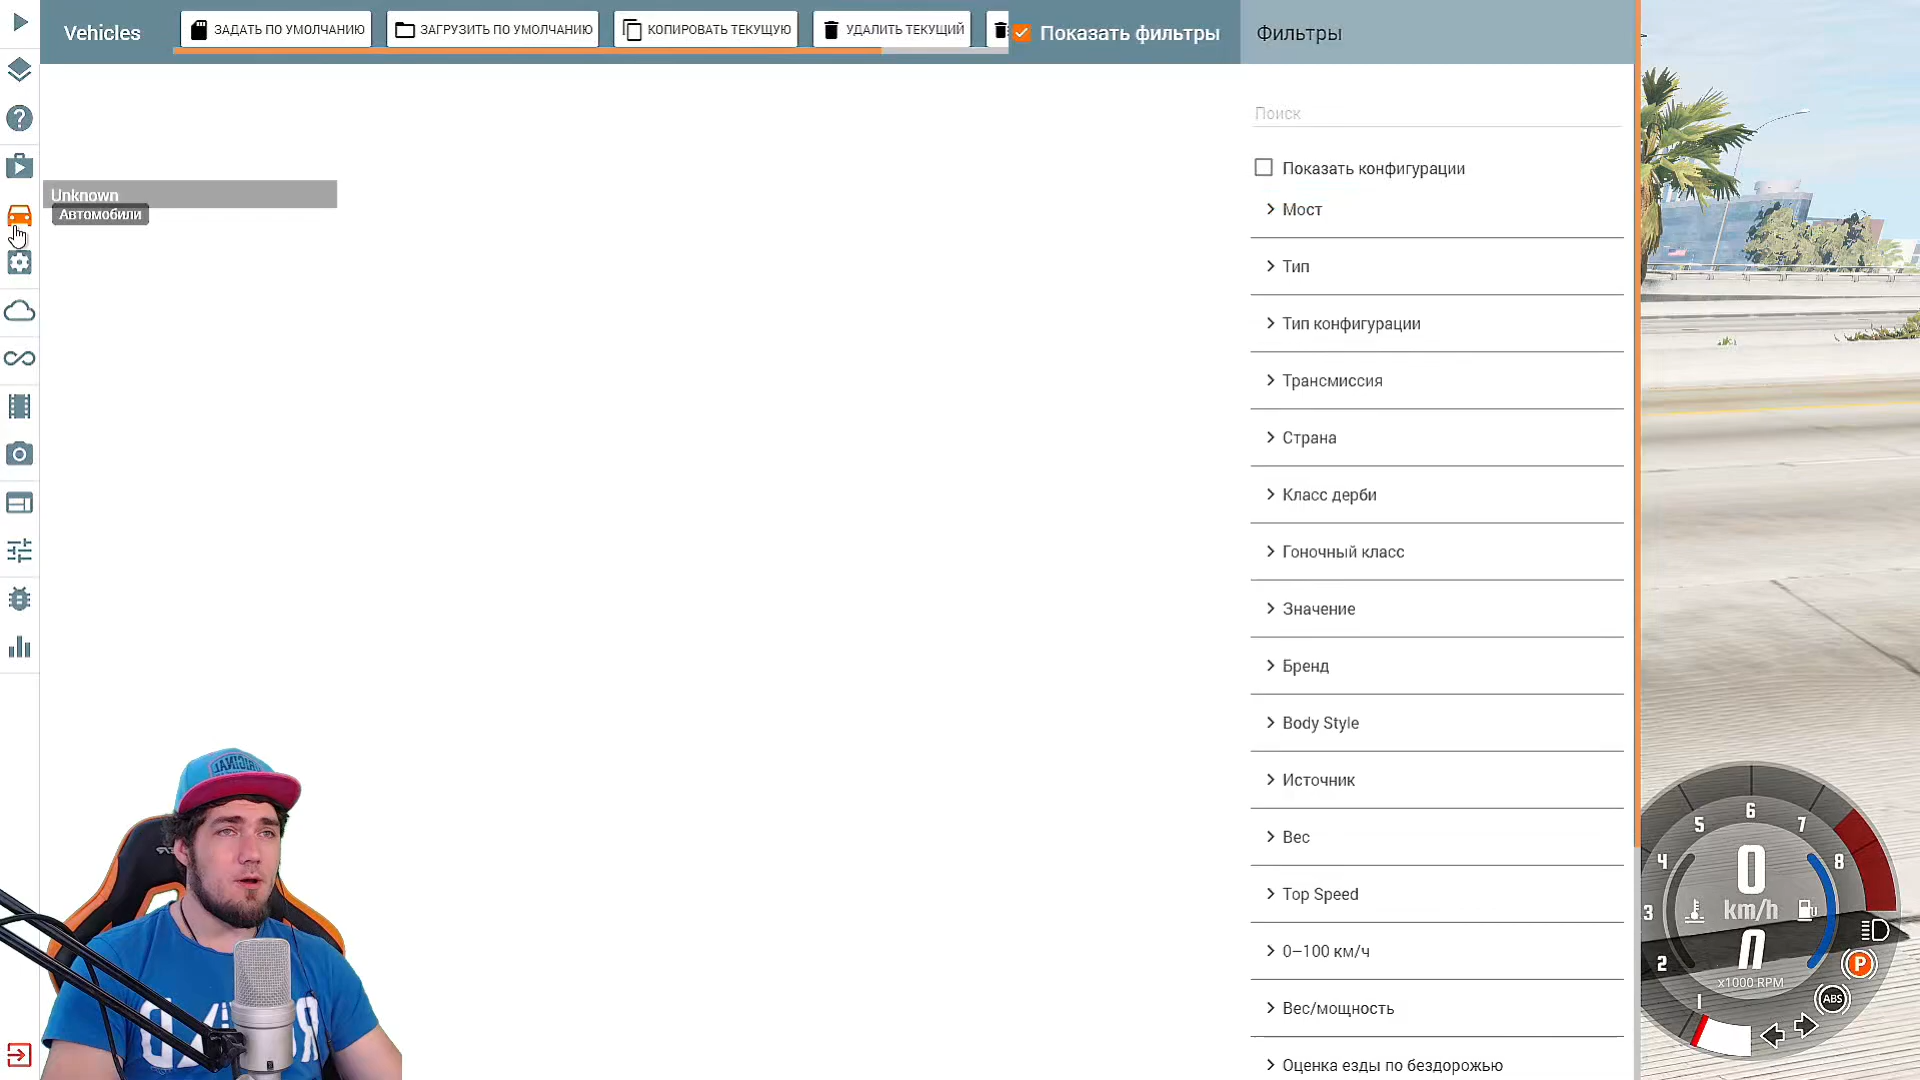 Vehicles
ЗАДАТЬ ПО УМОЛЧАНИЮ
ЗАГРУЗИТЬ ПО УМОЛЧАНИЮ
КОПИРОВАТЬ ТЕКУЩУЮ
УДАЛИТЬ ТЕКУЩИЙ
Показать фильтры
Фильтры
Поиск
Показать конфигурации
Unknown
Автомобили
Мост
Тип
Тип конфигурации
Трансмиссия
Страна
Класс дерби
Гоночный класс
Значение
Бренд
Body Style
Источник
Вес
Top Speed
0–100 км/ч
Вес/мощность
Оценка езды по бездорожью
1
2
3
4
5
6
7
8
0
km/h
0
x1000 RPM
P
ABS